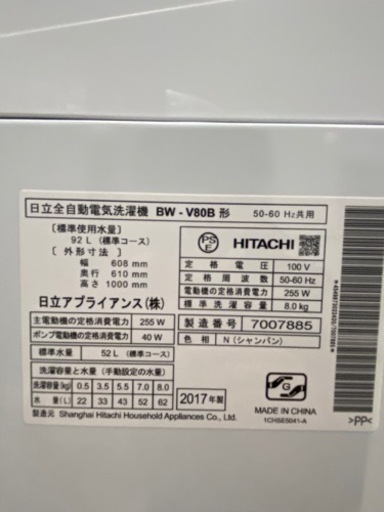 日立全自動電気洗濯機 BW-V80B 形 50-60 Hz共用
〔標準使用水量〕
92 L (標準コース)
〔外形寸法〕
幅 608 mm
奥行 610 mm
高さ 1000 mm
日立アプライアンス(株)
主電動機の定格消費電力 255 W
ポンプ電動機の定格消費電力 40 W
標準水量 52 L (標準コース)
洗濯容量と水量 (手動設定の水量)
洗濯容量(kg) 0.5 3.5 5.5 7.0 8.0
水量(L) 22 33 43 52 62
製造元 Shanghai Hitachi Household Appliances Co., Ltd.
PS
E
HITACHI
定格電圧 100 V
定格周波数 50-60 Hz
電動機の定格消費電力 255 W
標準洗濯容量 8.0 kg
製造番号 7007885
色相 N (シャンパン)
2017年製
G
MADE IN CHINA
1CHSE5041-A
>PP<